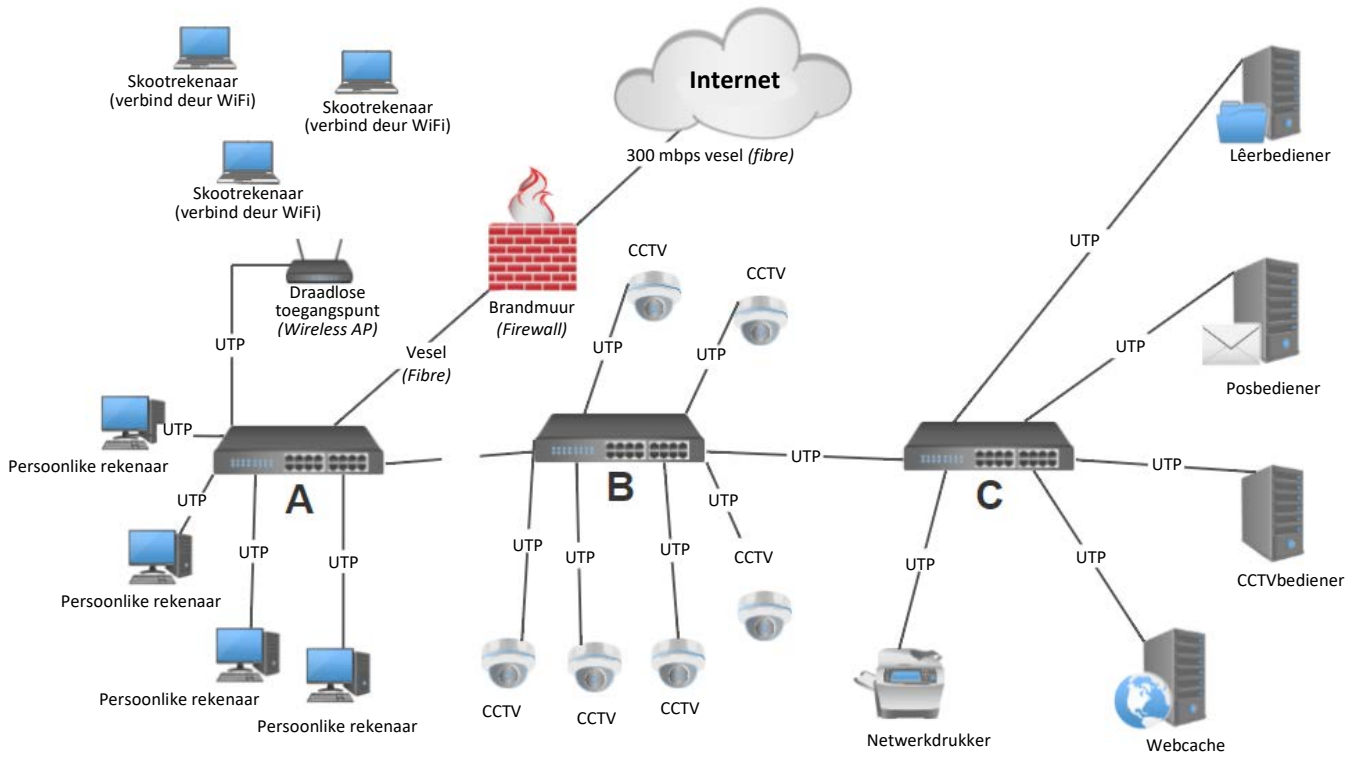 Skootrekenaar
(verbind deur WiFi)
Skootrekenaar
(verbind deur WiFi)
Skootrekenaar
(verbind deur WiFi)
Internet
300 mbps vesel (fibre)
Lêerbediener
UTP
CCTV
CCTV
Draadlose
toegangspunt
(Wireless AP)
Brandmuur
(Firewall)
UTP
Vesel
(Fibre)
UTP
UTP
UTP
Posbediener
UTP
Persoonlike rekenaar
A
B
UTP
C
UTP
UTP
UTP
UTP
UTP
UTP
UTP
UTP
UTP
CCTV
UTP
UTP
CCTVbediener
Persoonlike rekenaar
Persoonlike rekenaar
Persoonlike rekenaar
CCTV
CCTV
CCTV
Netwerkdrukker
Webcache